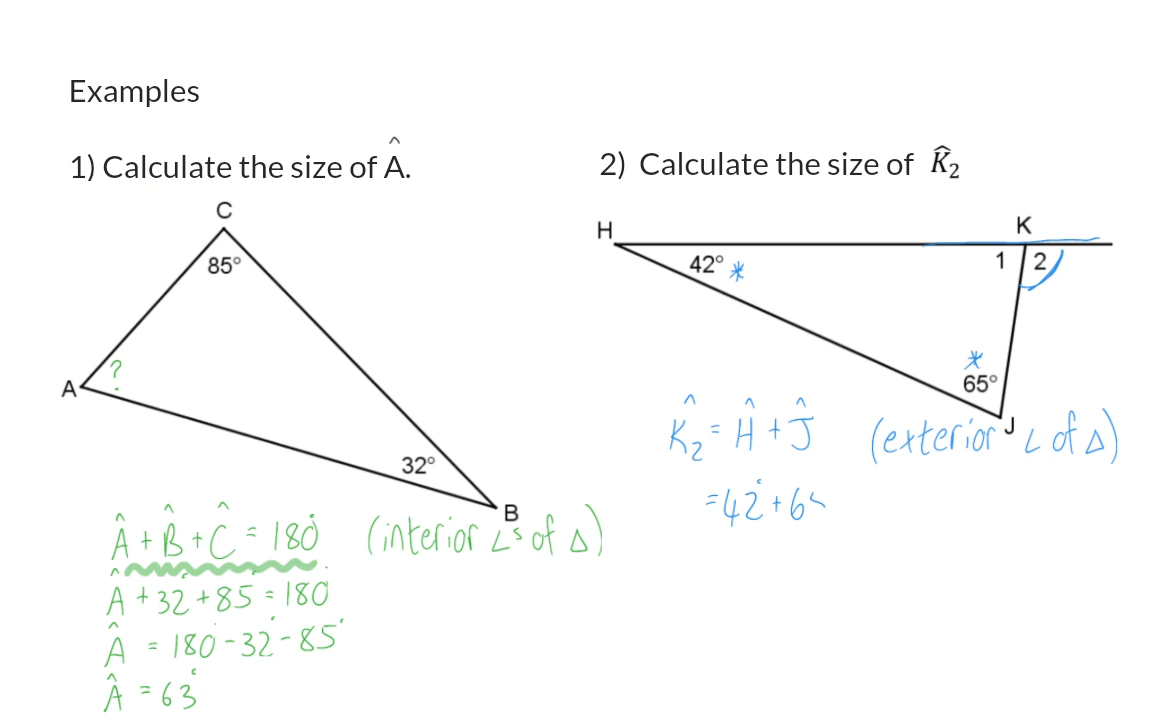 Examples
1) Calculate the size of Â.
C
85°
?
A
32°
B
Â + B̂ + Ĉ = 180° (interior ∠s of Δ)
Â + 32° + 85° = 180°
Â = 180° - 32° - 85°
Â = 63°
2) Calculate the size of K̂₂
H
K
42° *
1 2
*
65°
J
K̂₂ = Ĥ + Ĵ (exterior ∠ of Δ)
= 42° + 6